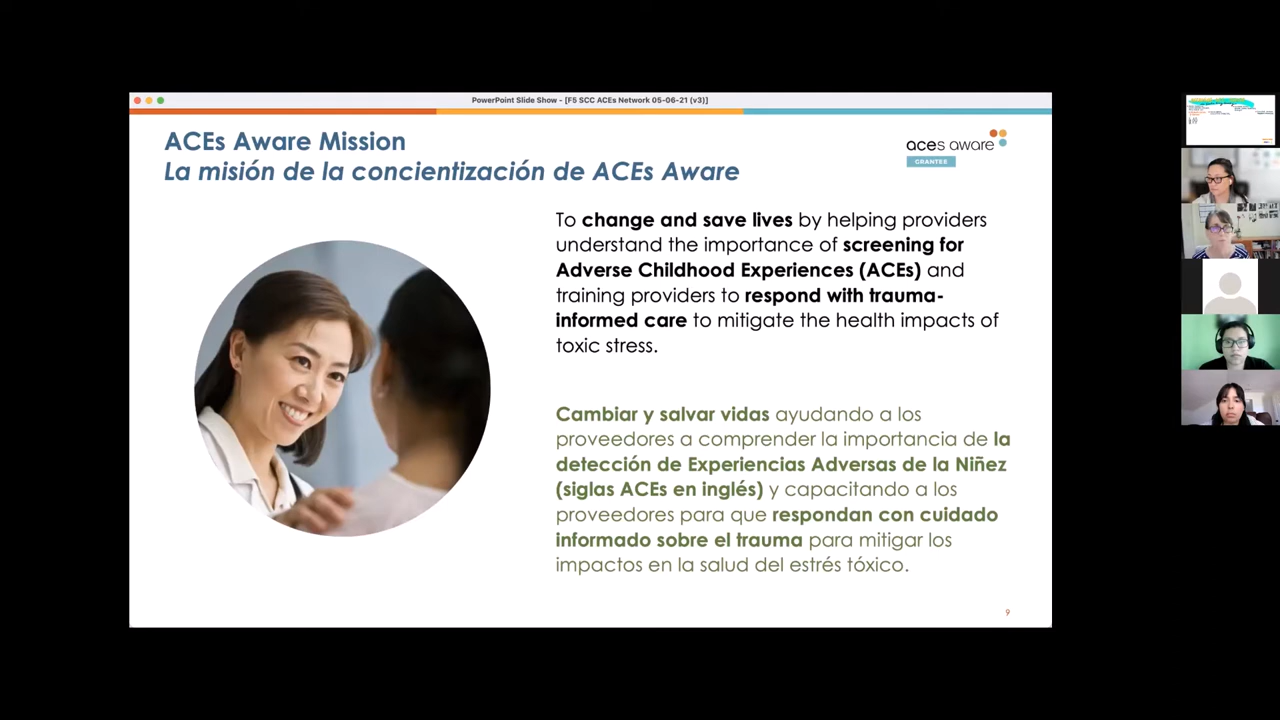 PowerPoint Slide Show - [F5 SCC ACEs Network 05-06-21 (v3)]
ACEs Aware Mission
La misión de la concientización de ACEs Aware
aces aware
GRANTEE
To change and save lives by helping providers
understand the importance of screening for
Adverse Childhood Experiences (ACEs) and
training providers to respond with trauma-
informed care to mitigate the health impacts of
toxic stress.
Cambiar y salvar vidas ayudando a los
proveedores a comprender la importancia de la
detección de Experiencias Adversas de la Niñez
(siglas ACEs en inglés) y capacitando a los
proveedores para que respondan con cuidado
informado sobre el trauma para mitigar los
impactos en la salud del estrés tóxico.
9